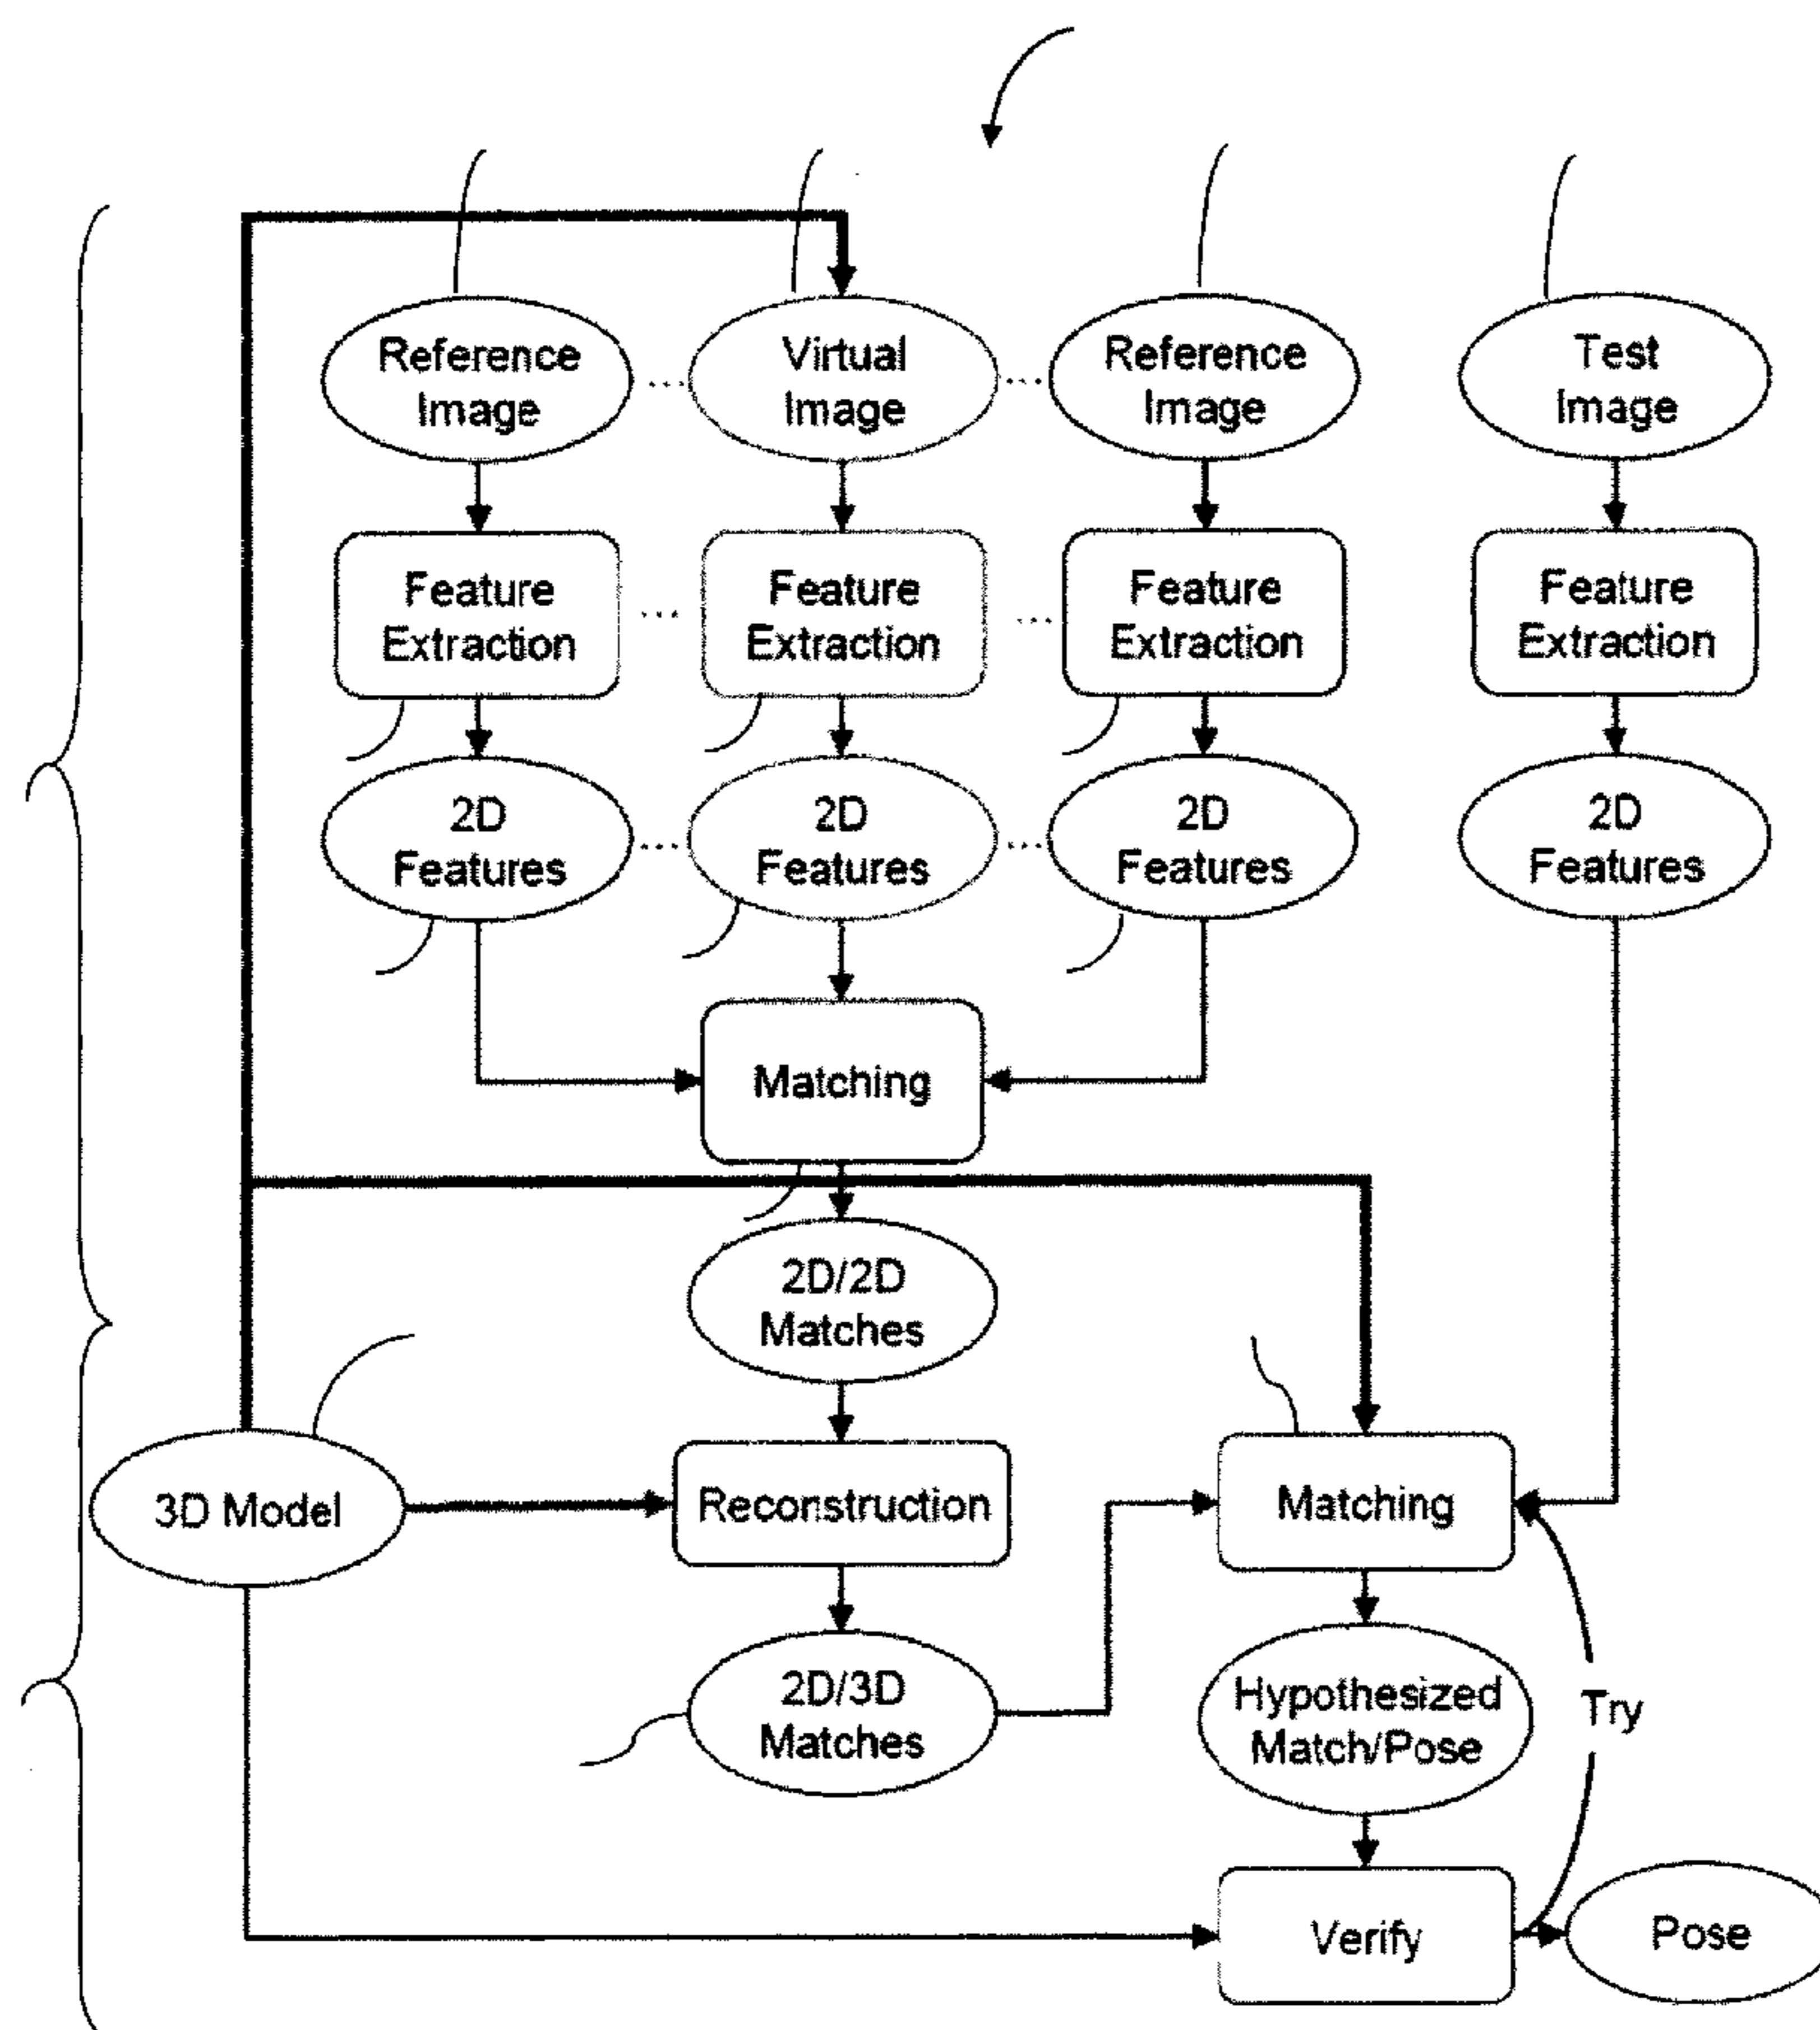 Reference
Image
Virtual
Image
Reference
Image
Test
Image
Feature
Extraction
Feature
Extraction
Feature
Extraction
Feature
Extraction
2D
Features
2D
Features
2D
Features
2D
Features
Matching
2D/2D
Matches
3D Model
Reconstruction
Matching
2D/3D
Matches
Hypothesized
Match/Pose
Try
Verify
Pose